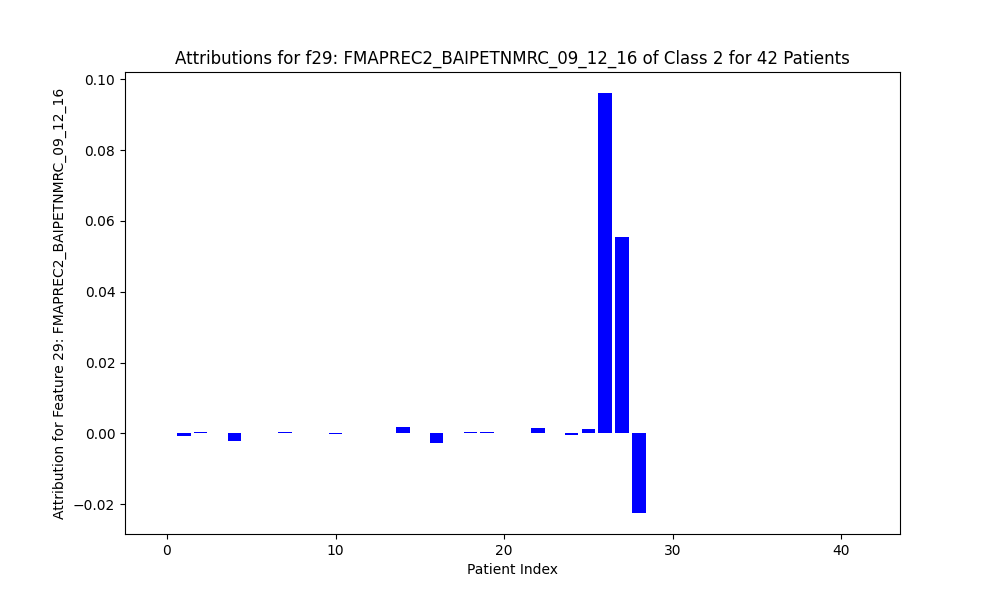 Attributions for f29: FMAPREC2_BAIPETNMRC_09_12_16 of Class 2 for 42 Patients
Attribution for Feature 29: FMAPREC2_BAIPETNMRC_09_12_16
0.10
0.08
0.06
0.04
0.02
0.00
−0.02
0 10 20 30 40
Patient Index